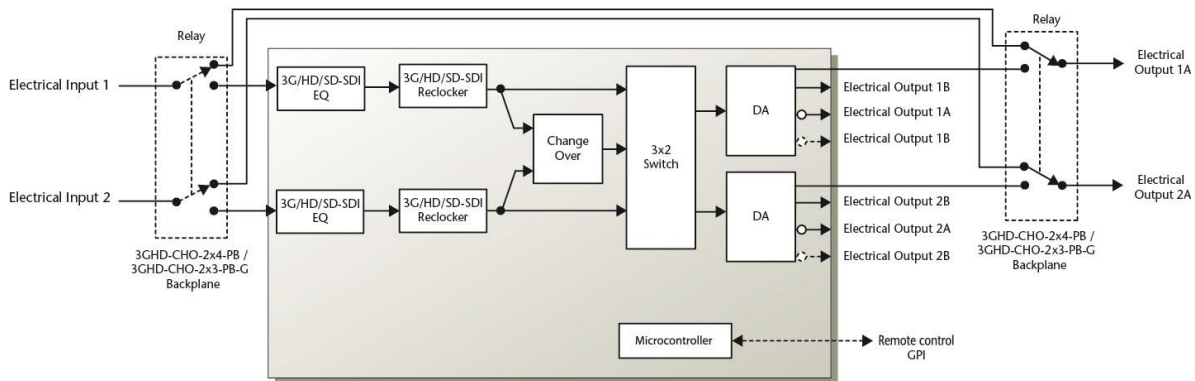 Relay
Electrical Input 1
Electrical Input 2
3GHD-CHO-2x4-PB /
3GHD-CHO-2x3-PB-G
Backplane
3G/HD/SD-SDI
EQ
3G/HD/SD-SDI
Reclocker
3G/HD/SD-SDI
EQ
3G/HD/SD-SDI
Reclocker
Change
Over
3x2
Switch
DA
DA
Electrical Output 1B
Electrical Output 1A
Electrical Output 1B
Electrical Output 2B
Electrical Output 2A
Electrical Output 2B
Microcontroller
Remote control
GPI
Relay
Electrical
Output 1A
Electrical
Output 2A
3GHD-CHO-2x4-PB /
3GHD-CHO-2x3-PB-G
Backplane